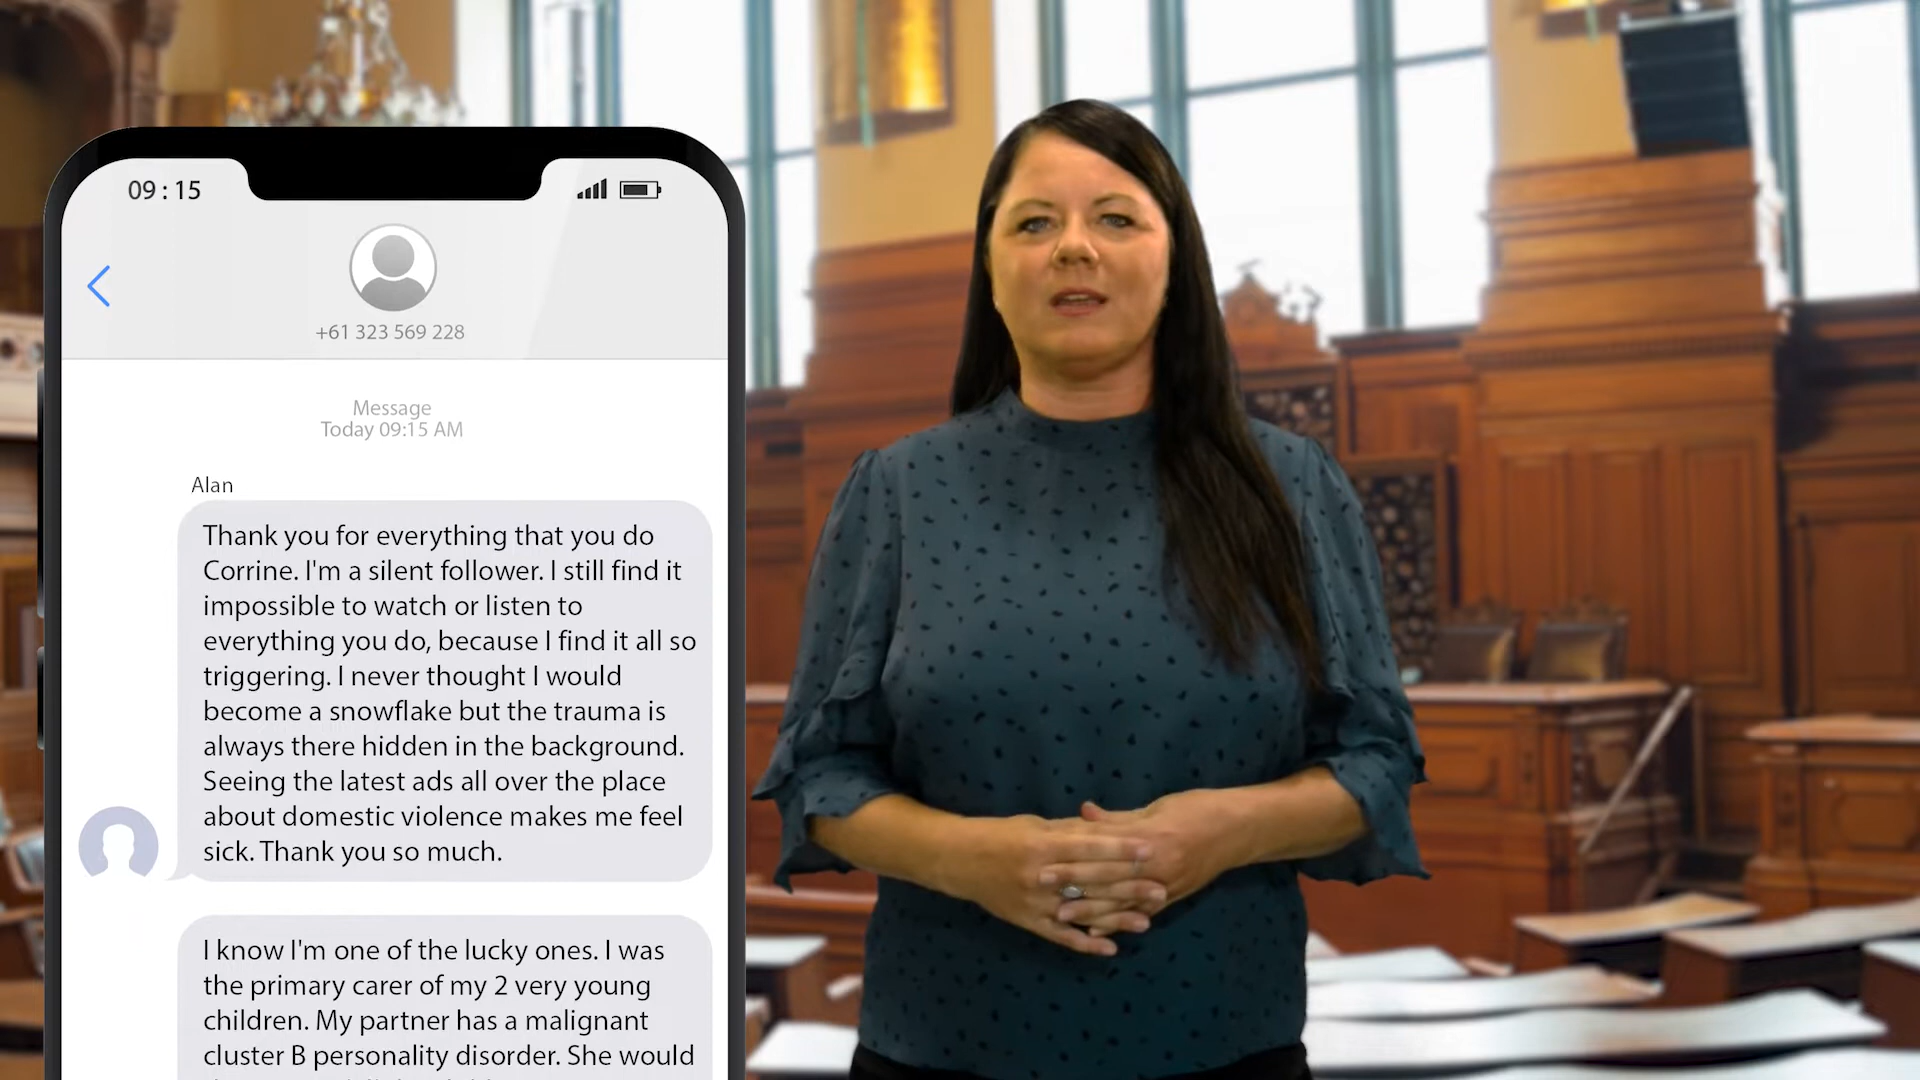 09 : 15
+61 323 569 228
Message
Today 09:15 AM
Alan
Thank you for everything that you do
Corrine. I'm a silent follower. I still find it
impossible to watch or listen to
everything you do, because I find it all so
triggering. I never thought I would
become a snowflake but the trauma is
always there hidden in the background.
Seeing the latest ads all over the place
about domestic violence makes me feel
sick. Thank you so much.
I know I'm one of the lucky ones. I was
the primary carer of my 2 very young
children. My partner has a malignant
cluster B personality disorder. She would